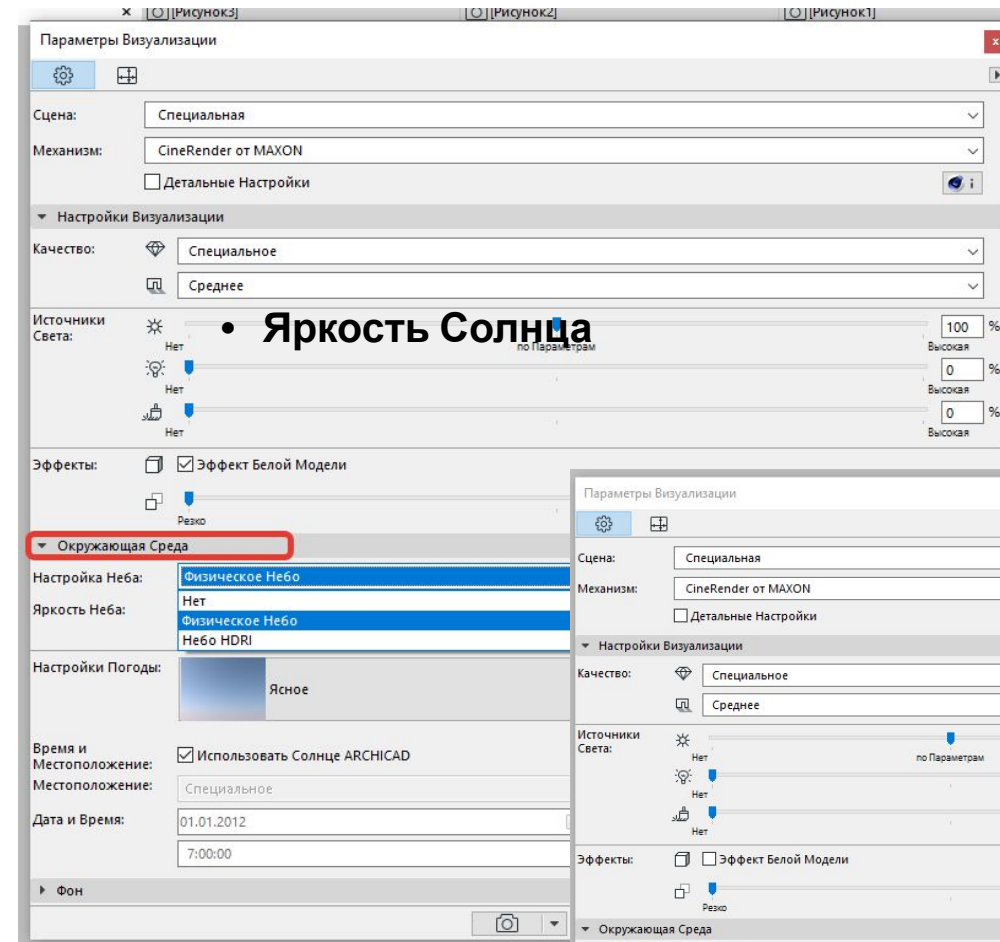 x [Рисунок3] [Рисунок2] [Рисунок1]
Параметры Визуализации x
Сцена: Специальная
Механизм: CineRender от MAXON
Детальные Настройки i
Настройки Визуализации
Качество: Специальное
Среднее
Источники Света: 100 %
• Яркость Солнца
Нет по Параметрам Высокая
0 %
Нет Высокая
0 %
Нет Высокая
Эффекты: Эффект Белой Модели
Резко
Окружающая Среда
Настройка Неба: Физическое Небо
Яркость Неба:
Нет
Физическое Небо
Небо HDRI
Настройки Погоды: Ясное
Время и Местоположение: Использовать Солнце ARCHICAD
Местоположение: Специальное
Дата и Время: 01.01.2012
7:00:00
Фон
Параметры Визуализации
Сцена: Специальная
Механизм: CineRender от MAXON
Детальные Настройки
Настройки Визуализации
Качество: Специальное
Среднее
Источники Света:
Нет по Параметрам
Нет
Нет
Эффекты: Эффект Белой Модели
Резко
Окружающая Среда